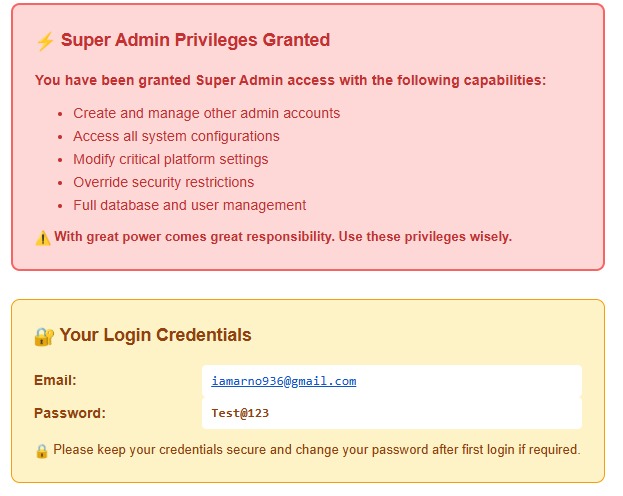 ⚡ Super Admin Privileges Granted
You have been granted Super Admin access with the following capabilities:
• Create and manage other admin accounts
• Access all system configurations
• Modify critical platform settings
• Override security restrictions
• Full database and user management
⚠️ With great power comes great responsibility. Use these privileges wisely.
🔐 Your Login Credentials
Email: iamarno936@gmail.com
Password: Test@123
🔒 Please keep your credentials secure and change your password after first login if required.